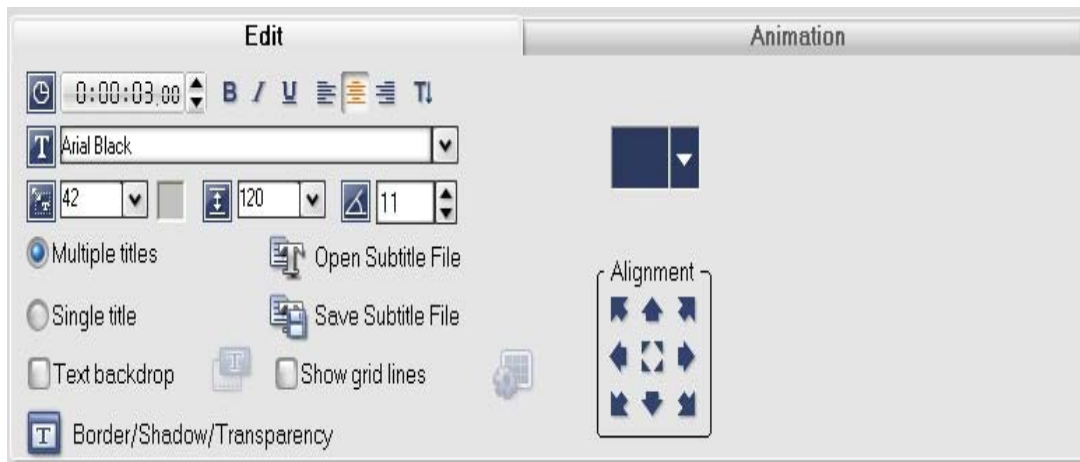 Edit
Animation
0:00:03.00 B I U T
T Arial Black
42 120 11
Multiple titles
Open Subtitle File
Alignment
Single title
Save Subtitle File
Text backdrop
Show grid lines
T Border/Shadow/Transparency